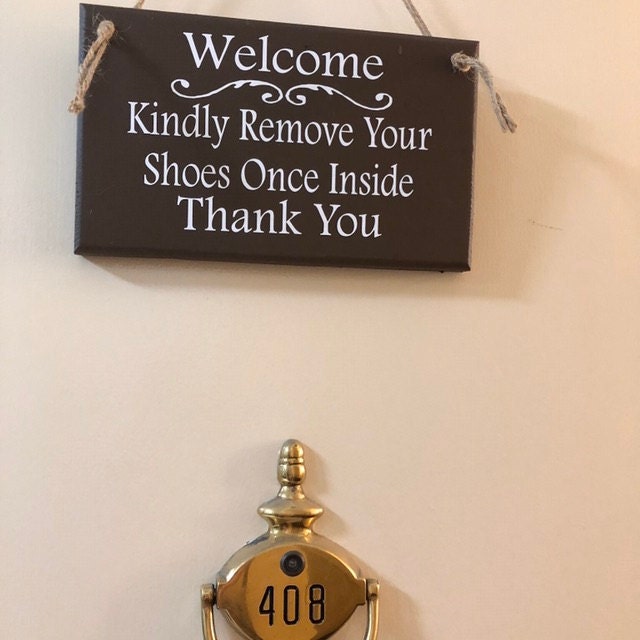 Welcome
Kindly Remove Your
Shoes Once Inside
Thank You
408